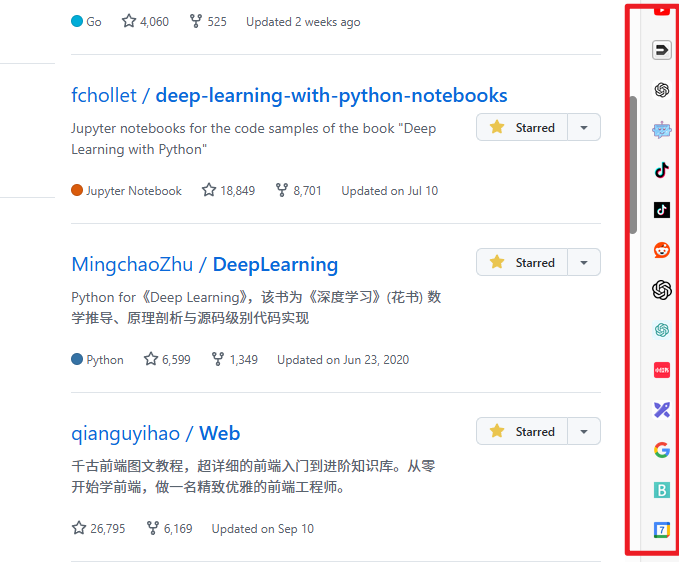 Go 4,060 525 Updated 2 weeks ago
fchollet / deep-learning-with-python-notebooks
Jupyter notebooks for the code samples of the book "Deep
Learning with Python"
Starred
Jupyter Notebook 18,849 8,701 Updated on Jul 10
MingchaoZhu / DeepLearning
Starred
Python for《Deep Learning》，该书为《深度学习》(花书) 数
学推导、原理剖析与源码级别代码实现
Python 6,599 1,349 Updated on Jun 23, 2020
qianguyihao / Web
Starred
千古前端图文教程，超详细的前端入门到进阶知识库。从零
开始学前端，做一名精致优雅的前端工程师。
26,795 6,169 Updated on Sep 10
小红书
B
7